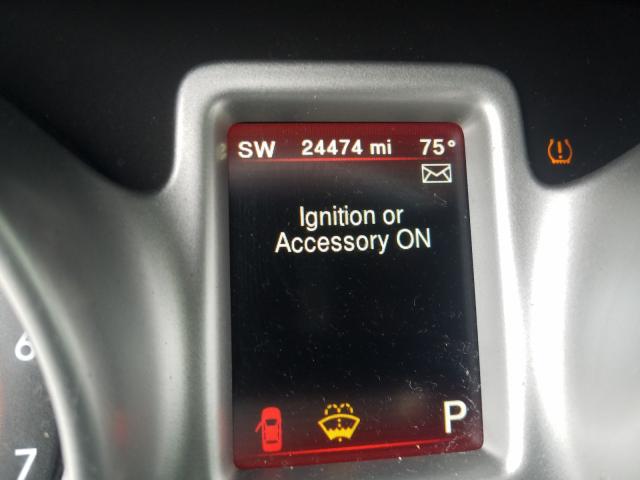 SW 24474 mi 75°
Ignition or
Accessory ON
P
6
7